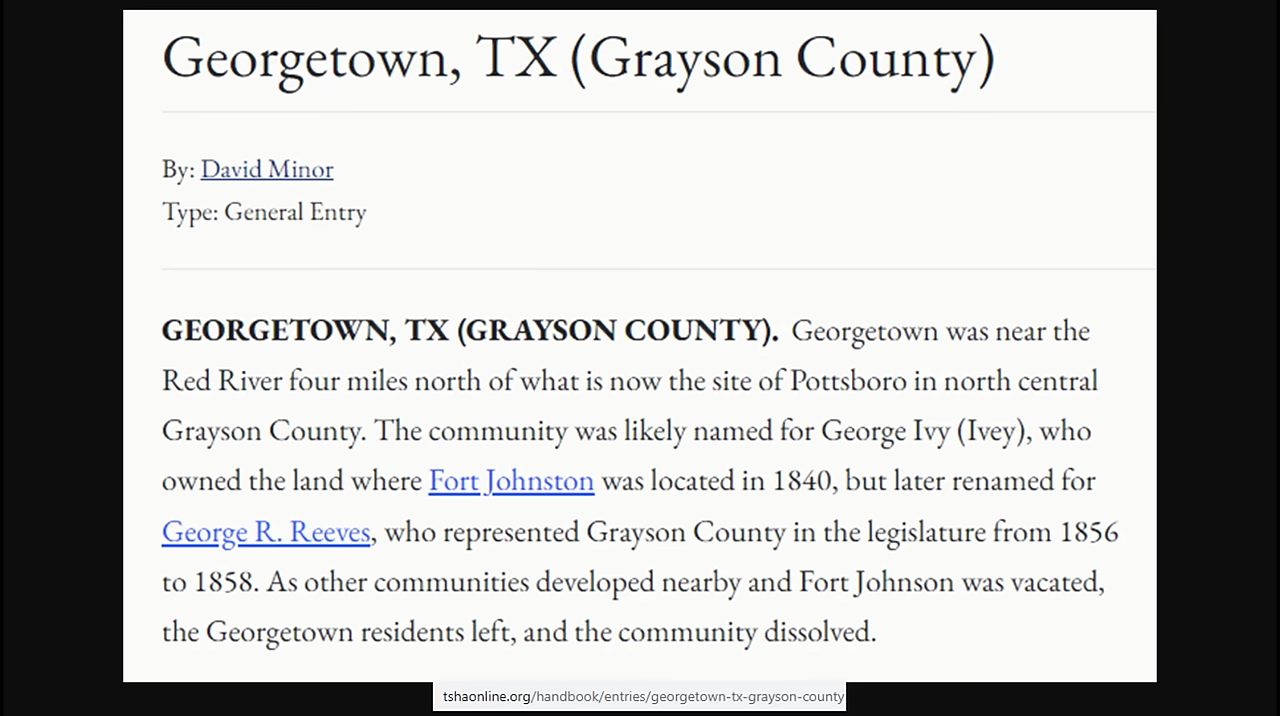 Georgetown, TX (Grayson County)
By: David Minor
Type: General Entry
GEORGETOWN, TX (GRAYSON COUNTY). Georgetown was near the
Red River four miles north of what is now the site of Pottsboro in north central
Grayson County. The community was likely named for George Ivy (Ivey), who
owned the land where Fort Johnston was located in 1840, but later renamed for
George R. Reeves, who represented Grayson County in the legislature from 1856
to 1858. As other communities developed nearby and Fort Johnson was vacated,
the Georgetown residents left, and the community dissolved.
tshaonline.org/handbook/entries/georgetown-tx-grayson-county